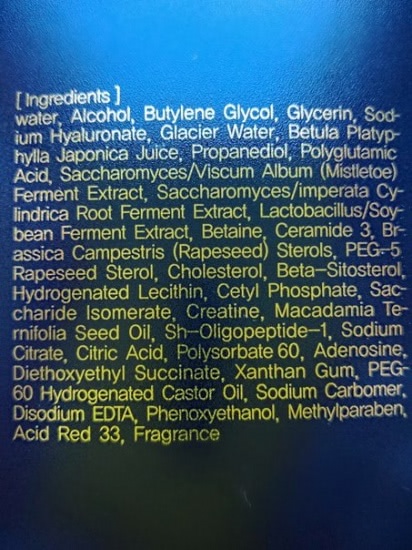 [ Ingredients ]
water, Alcohol, Butylene Glycol, Glycerin, Sod-
ium Hyaluronate, Glacier Water, Betula Platyp-
hylla Japonica Juice, Propanediol, Polyglutamic
Acid, Saccharomyces/Viscum Album (Mistletoe)
Ferment Extract, Saccharomyces/imperata Cy-
lindrica Root Ferment Extract, Lactobacillus/Soy-
bean Ferment Extract, Betaine, Ceramide 3, Br-
assica Campestris (Rapeseed) Sterols, PEG-5
Rapeseed Sterol, Cholesterol, Beta-Sitosterol,
Hydrogenated Lecithin, Cetyl Phosphate, Sac-
charide Isomerate, Creatine, Macadamia Te-
rnifolia Seed Oil, Sh-Oligopeptide-1, Sodium
Citrate, Citric Acid, Polysorbate 60, Adenosine,
Diethoxyethyl Succinate, Xanthan Gum, PEG-
60 Hydrogenated Castor Oil, Sodium Carbomer,
Disodium EDTA, Phenoxyethanol, Methylparaben,
Acid Red 33, Fragrance